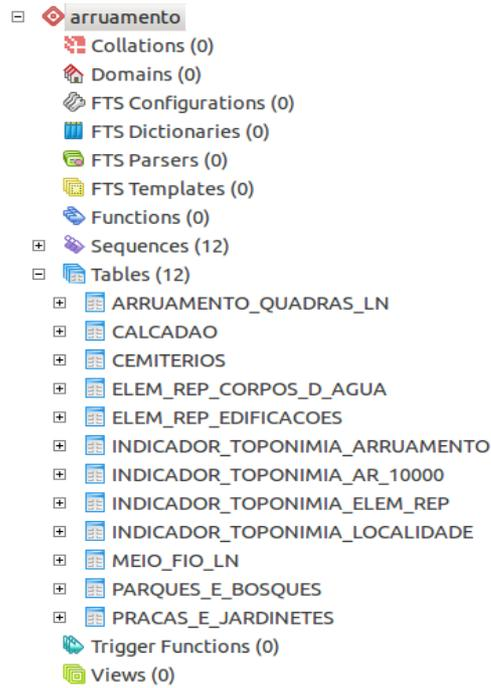 arruamento
Collations (0)
Domains (0)
FTS Configurations (0)
FTS Dictionaries (0)
FTS Parsers (0)
FTS Templates (0)
Functions (0)
Sequences (12)
Tables (12)
ARRUAMENTO_QUADRAS_LN
CALCADAO
CEMITERIOS
ELEM_REP_CORPOS_D_AGUA
ELEM_REP_EDIFICACOES
INDICADOR_TOPONIMIA_ARRUAMENTO
INDICADOR_TOPONIMIA_AR_10000
INDICADOR_TOPONIMIA_ELEM_REP
INDICADOR_TOPONIMIA_LOCALIDADE
MEIO_FIO_LN
PARQUES_E_BOSQUES
PRACAS_E_JARDINETES
Trigger Functions (0)
Views (0)